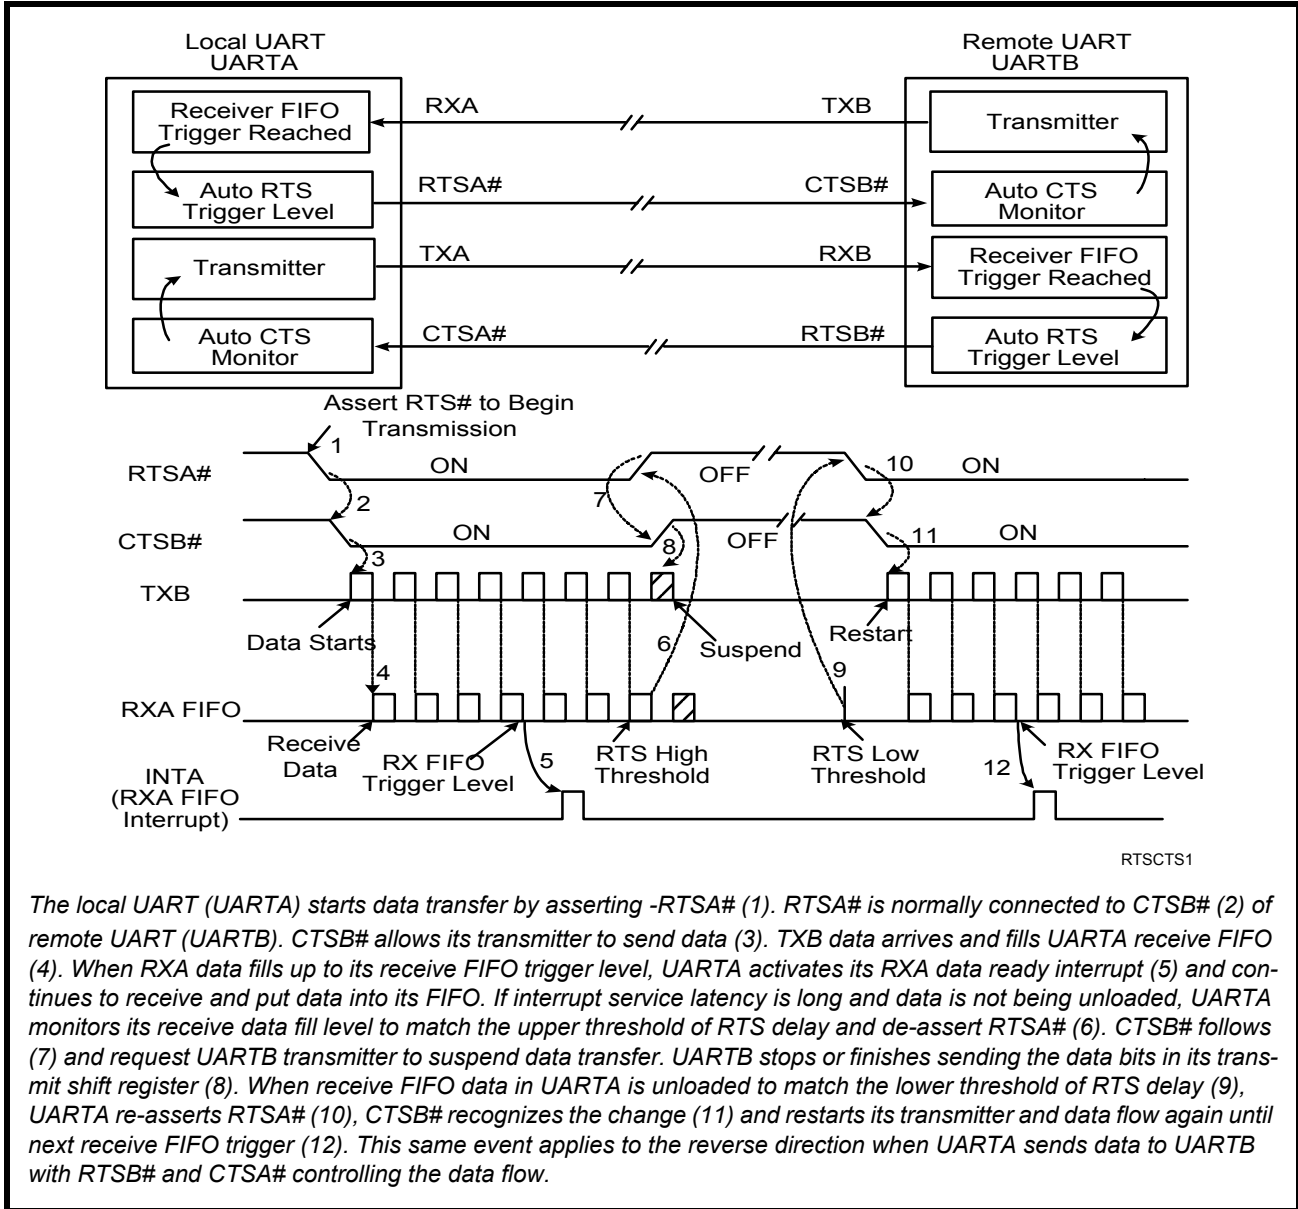 Local UART
UARTA
Remote UART
UARTB
Receiver FIFO
Trigger Reached
RXA
TXB
Transmitter
Auto RTS
Trigger Level
RTSA#
CTSB#
Auto CTS
Monitor
Transmitter
TXA
RXB
Receiver FIFO
Trigger Reached
Auto CTS
Monitor
CTSA#
RTSB#
Auto RTS
Trigger Level
Assert RTS# to Begin
Transmission
1
RTSA#
ON
OFF
10
ON
2
7
CTSB#
ON
8
OFF
11
ON
3
TXB
Data Starts
6
Suspend
Restart
4
9
RXA FIFO
Receive
Data
RX FIFO
Trigger Level
5
RTS High
Threshold
RTS Low
Threshold
12
RX FIFO
Trigger Level
INTA
(RXA FIFO
Interrupt)
RTSCTS1
The local UART (UARTA) starts data transfer by asserting -RTSA# (1). RTSA# is normally connected to CTSB# (2) of
remote UART (UARTB). CTSB# allows its transmitter to send data (3). TXB data arrives and fills UARTA receive FIFO
(4). When RXA data fills up to its receive FIFO trigger level, UARTA activates its RXA data ready interrupt (5) and con-
tinues to receive and put data into its FIFO. If interrupt service latency is long and data is not being unloaded, UARTA
monitors its receive data fill level to match the upper threshold of RTS delay and de-assert RTSA# (6). CTSB# follows
(7) and request UARTB transmitter to suspend data transfer. UARTB stops or finishes sending the data bits in its trans-
mit shift register (8). When receive FIFO data in UARTA is unloaded to match the lower threshold of RTS delay (9),
UARTA re-asserts RTSA# (10), CTSB# recognizes the change (11) and restarts its transmitter and data flow again until
next receive FIFO trigger (12). This same event applies to the reverse direction when UARTA sends data to UARTB
with RTSB# and CTSA# controlling the data flow.